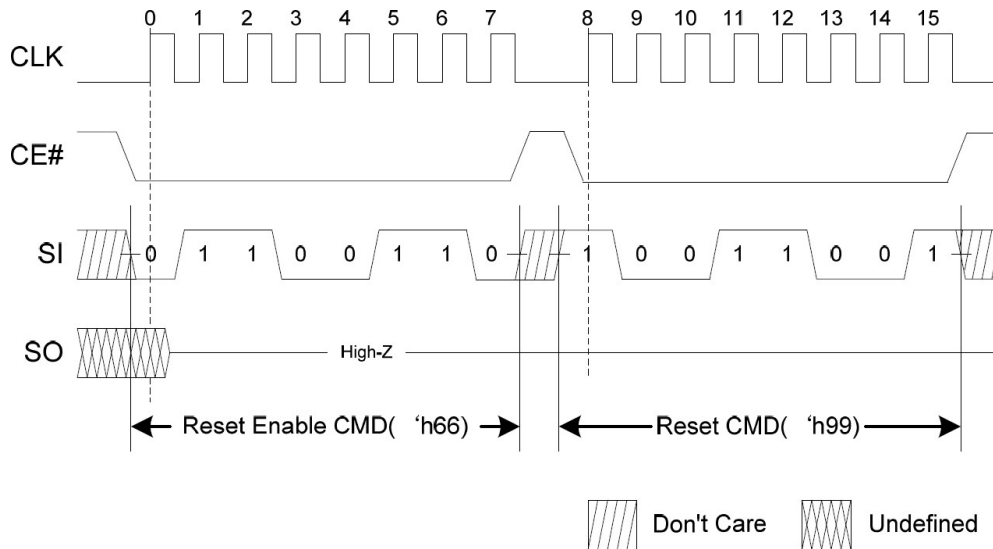 0 1 2 3 4 5 6 7 8 9 10 11 12 13 14 15
CLK
CE#
SI 0 1 1 0 0 1 1 0 1 0 0 1 1 0 0 1
SO High-Z
Reset Enable CMD( ‘h66) Reset CMD( ‘h99)
Don't Care Undefined